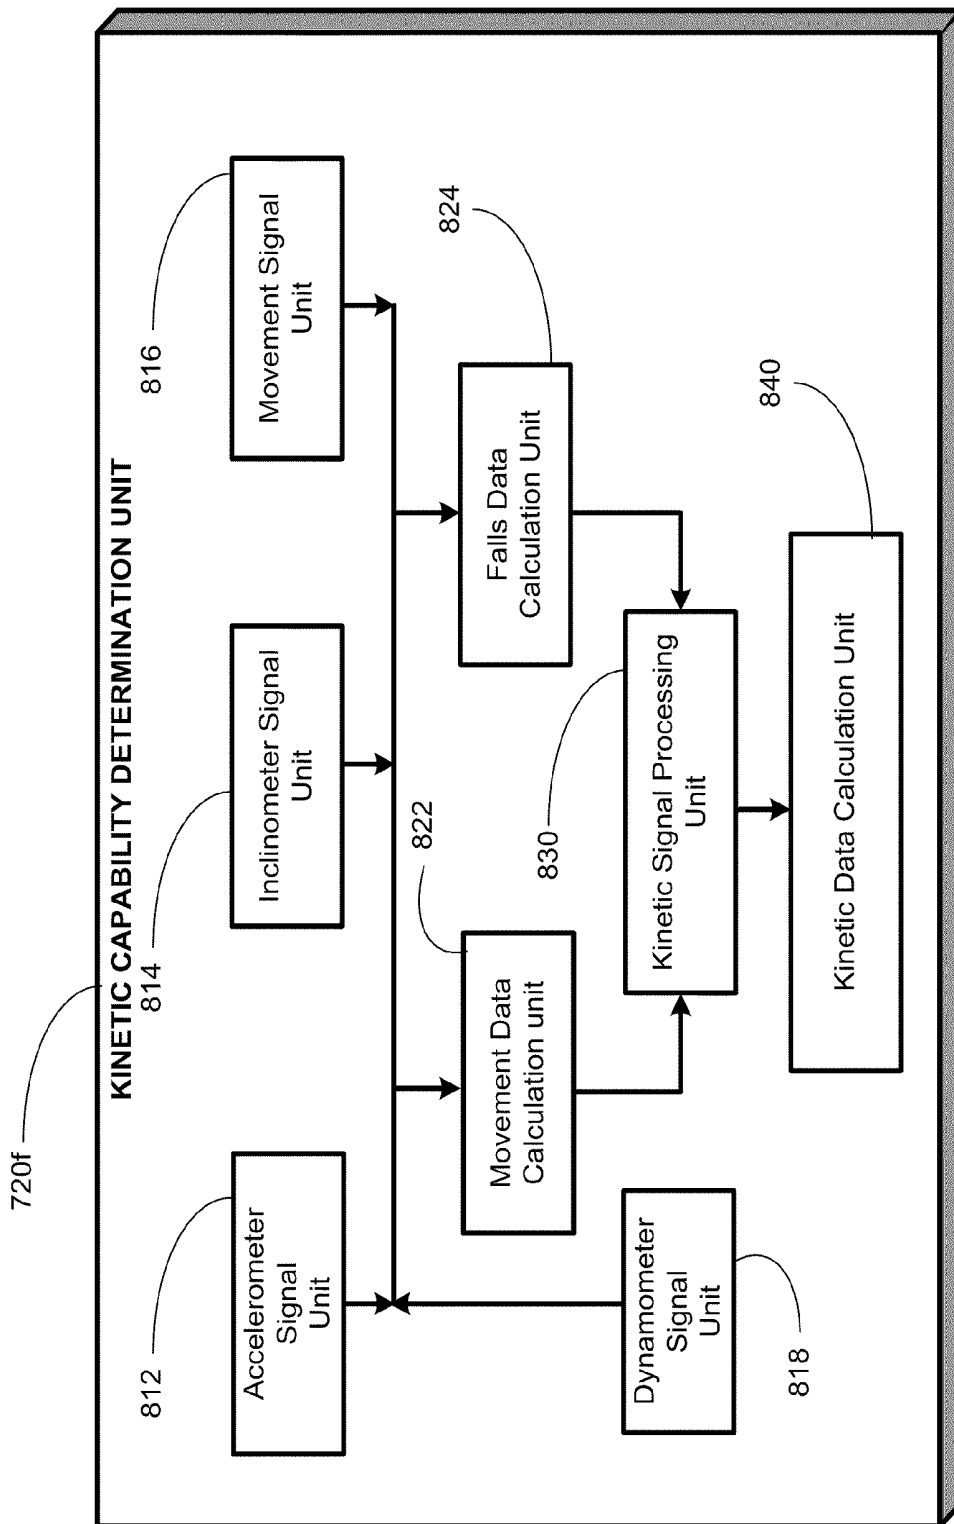 720f
KINETIC CAPABILITY DETERMINATION UNIT
812
814
816
Accelerometer
Signal
Unit
Inclinometer Signal
Unit
Movement Signal
Unit
822
824
Movement Data
Calculation unit
Falls Data
Calculation Unit
830
Dynamometer
Signal
Unit
Kinetic Signal Processing
Unit
818
840
Kinetic Data Calculation Unit